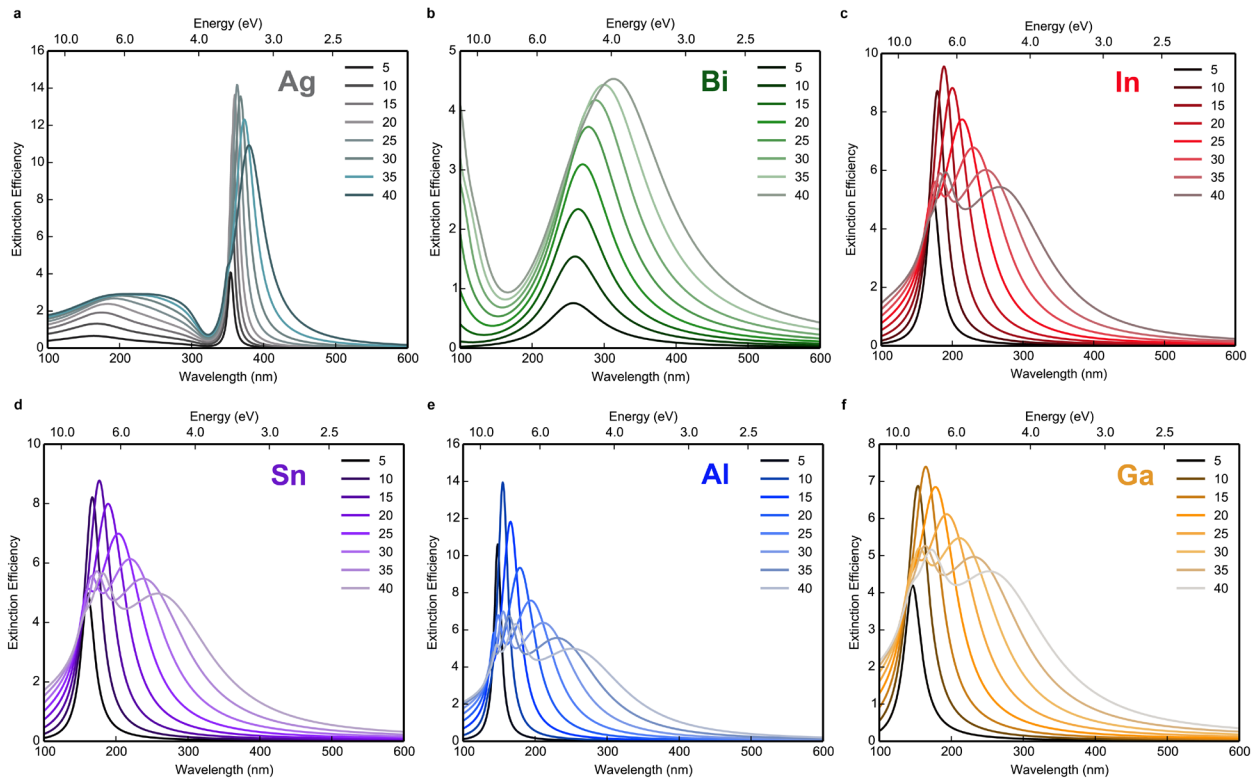 a
Energy (eV)
10.0 6.0 4.0 3.0 2.5
Ag
5
10
15
20
25
30
35
40
16
14
12
10
8
6
4
2
0
Extinction Efficiency
100 200 300 400 500 600
Wavelength (nm)
b
Energy (eV)
10.0 6.0 4.0 3.0 2.5
Bi
5
10
15
20
25
30
35
40
5
4
3
2
1
0
Extinction Efficiency
100 200 300 400 500 600
Wavelength (nm)
c
Energy (eV)
10.0 6.0 4.0 3.0 2.5
In
5
10
15
20
25
30
35
40
10
8
6
4
2
0
Extinction Efficiency
100 200 300 400 500 600
Wavelength (nm)
d
Energy (eV)
10.0 6.0 4.0 3.0 2.5
Sn
5
10
15
20
25
30
35
40
10
8
6
4
2
0
Extinction Efficiency
100 200 300 400 500 600
Wavelength (nm)
e
Energy (eV)
10.0 6.0 4.0 3.0 2.5
Al
5
10
15
20
25
30
35
40
16
14
12
10
8
6
4
2
0
Extinction Efficiency
100 200 300 400 500 600
Wavelength (nm)
f
Energy (eV)
10.0 6.0 4.0 3.0 2.5
Ga
5
10
15
20
25
30
35
40
8
7
6
5
4
3
2
1
0
Extinction Efficiency
100 200 300 400 500 600
Wavelength (nm)